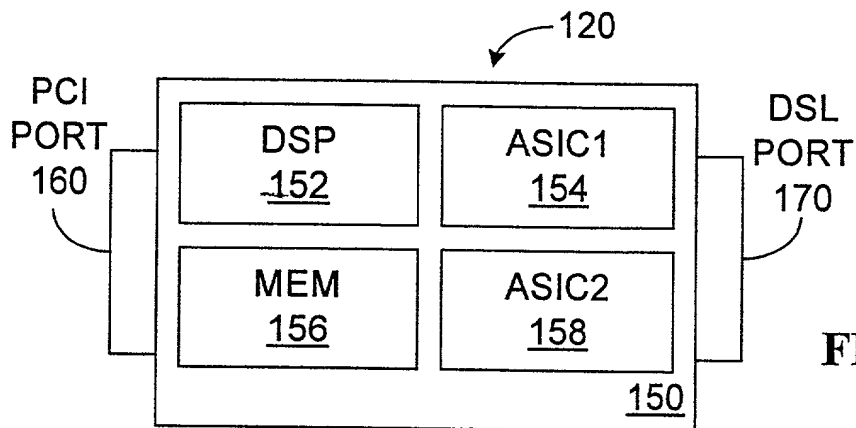 120
PCI
PORT
160
DSP
152
ASIC1
154
DSL
PORT
170
MEM
156
ASIC2
158
150